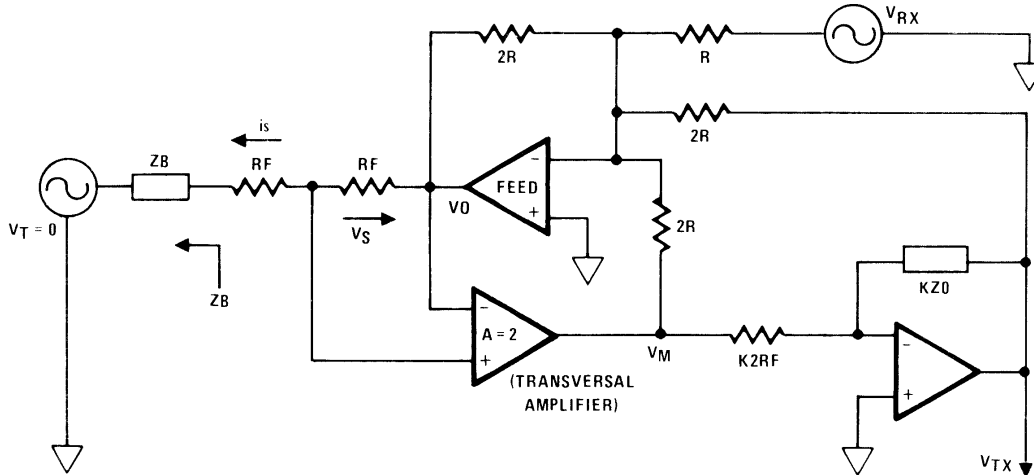 VRX
2R
R
is
2R
ZB
RF
RF
-
FEED
+
VO
VS
VT = 0
2R
ZB
KZO
-
A = 2
+
VM
K2RF
-
+
(TRANSVERSAL
AMPLIFIER)
VTX